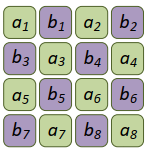 a₁ b₁ a₂ b₂
b₃ a₃ b₄ a₄
a₅ b₅ a₆ b₆
b₇ a₇ b₈ a₈